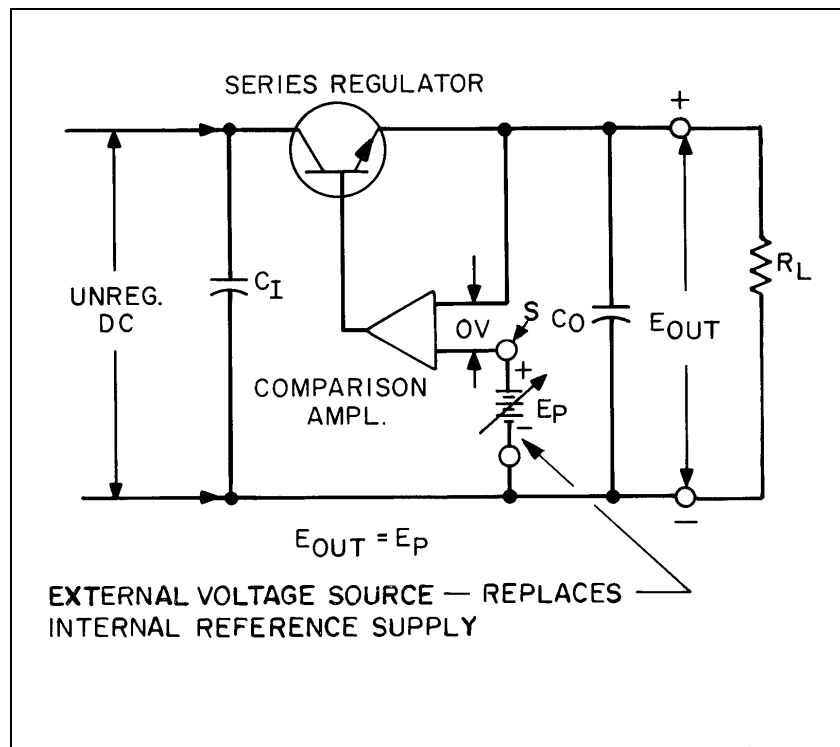 SERIES REGULATOR
+
UNREG.
DC
CI
OV
S
CO
EOUT
RL
COMPARISON
AMPL.
+
EP
−
−
EOUT = EP
EXTERNAL VOLTAGE SOURCE — REPLACES
INTERNAL REFERENCE SUPPLY